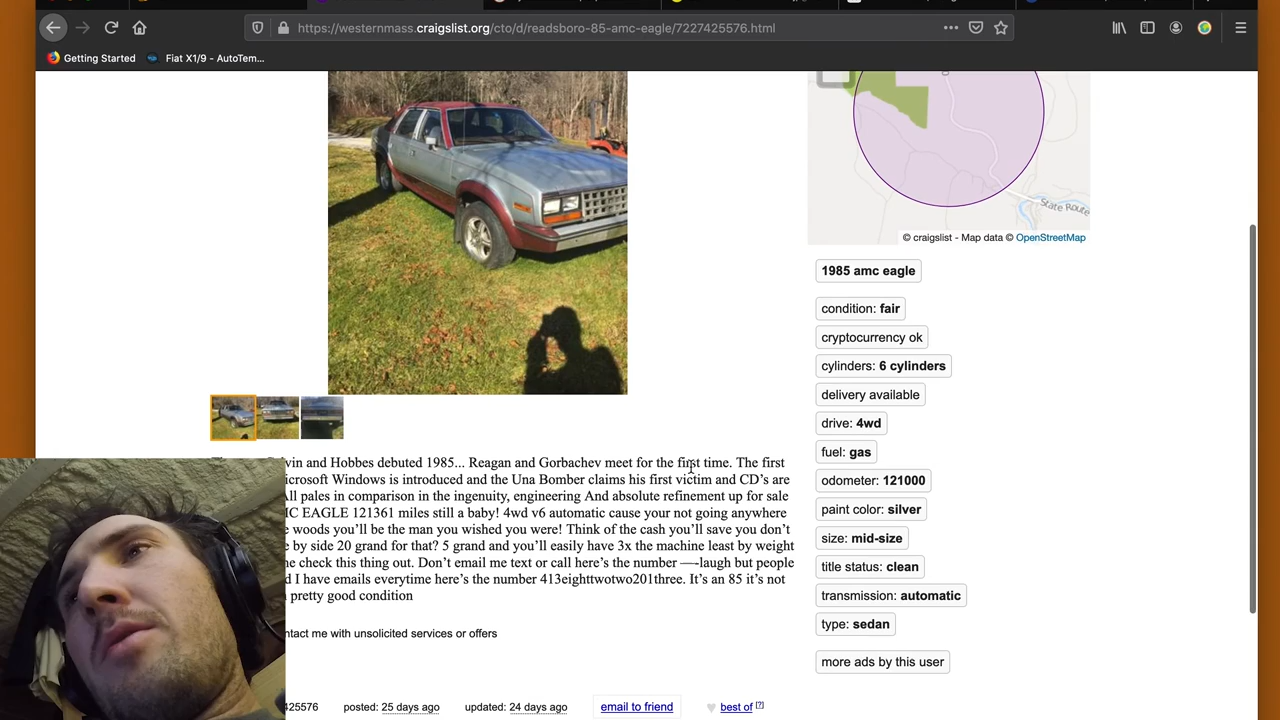 https://westernmass.craigslist.org/cto/d/readsboro-85-amc-eagle/7227425576.html
Getting Started
Fiat X1/9 - AutoTem...
State Route
© craigslist - Map data © OpenStreetMap
1985 amc eagle
condition: fair
cryptocurrency ok
cylinders: 6 cylinders
delivery available
drive: 4wd
fuel: gas
odometer: 121000
paint color: silver
size: mid-size
title status: clean
transmission: automatic
type: sedan
more ads by this user
and Hobbes debuted 1985... Reagan and Gorbachev meet for the first time. The first
Microsoft Windows is introduced and the Una Bomber claims his first victim and CD's are
All pales in comparison in the ingenuity, engineering And absolute refinement up for sale
EAGLE 121361 miles still a baby! 4wd v6 automatic cause your not going anywhere
woods you'll be the man you wished you were! Think of the cash you'll save you don't
by side 20 grand for that? 5 grand and you'll easily have 3x the machine least by weight
check this thing out. Don't email me text or call here's the number —-laugh but people
I have emails everytime here's the number 413eighttwotwo201three. It's an 85 it's not
pretty good condition
me with unsolicited services or offers
425576
posted: 25 days ago
updated: 24 days ago
email to friend
best of [?]